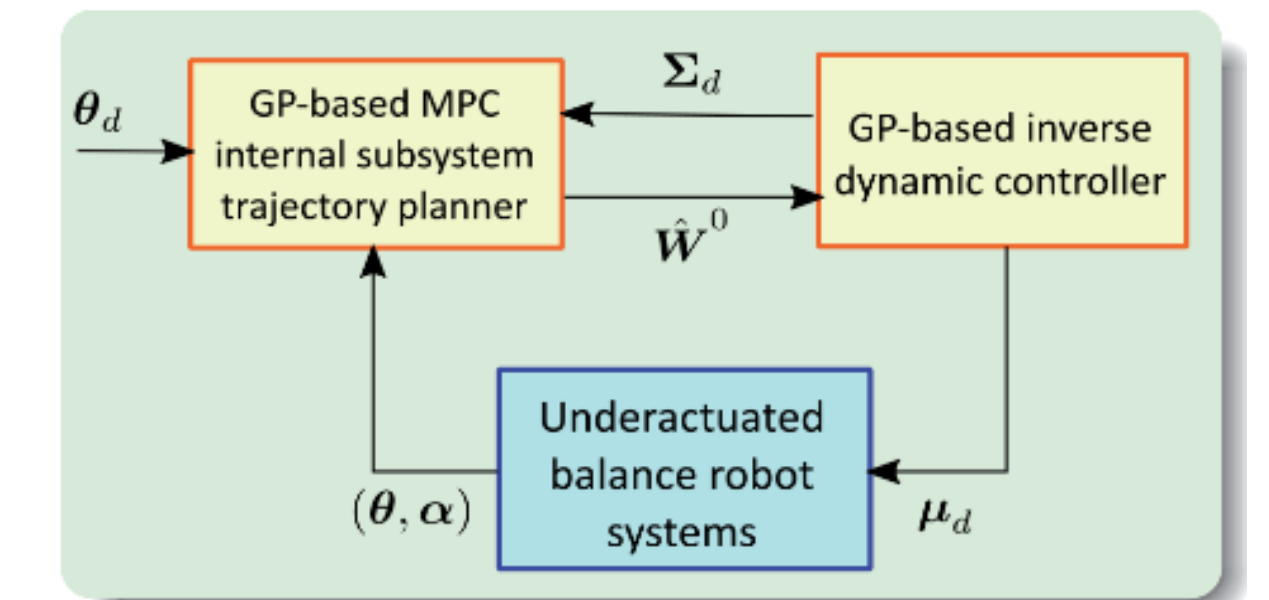 θ_d
GP-based MPC
internal subsystem
trajectory planner
Σ_d
Ŵ⁰
GP-based inverse
dynamic controller
Underactuated
balance robot
systems
(θ, α)
μ_d